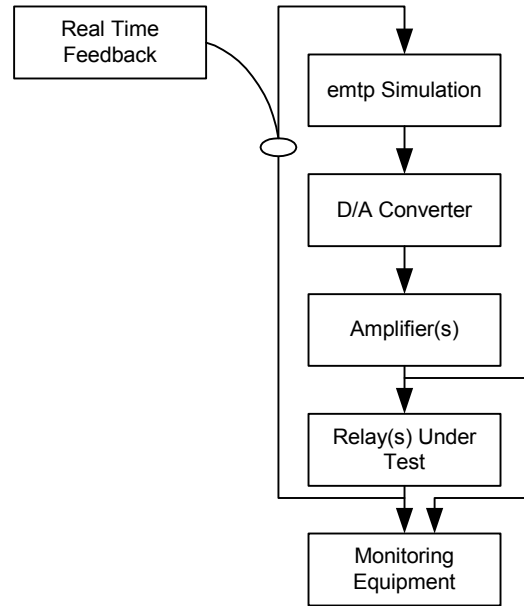 Real Time
Feedback
emtp Simulation
D/A Converter
Amplifier(s)
Relay(s) Under
Test
Monitoring
Equipment